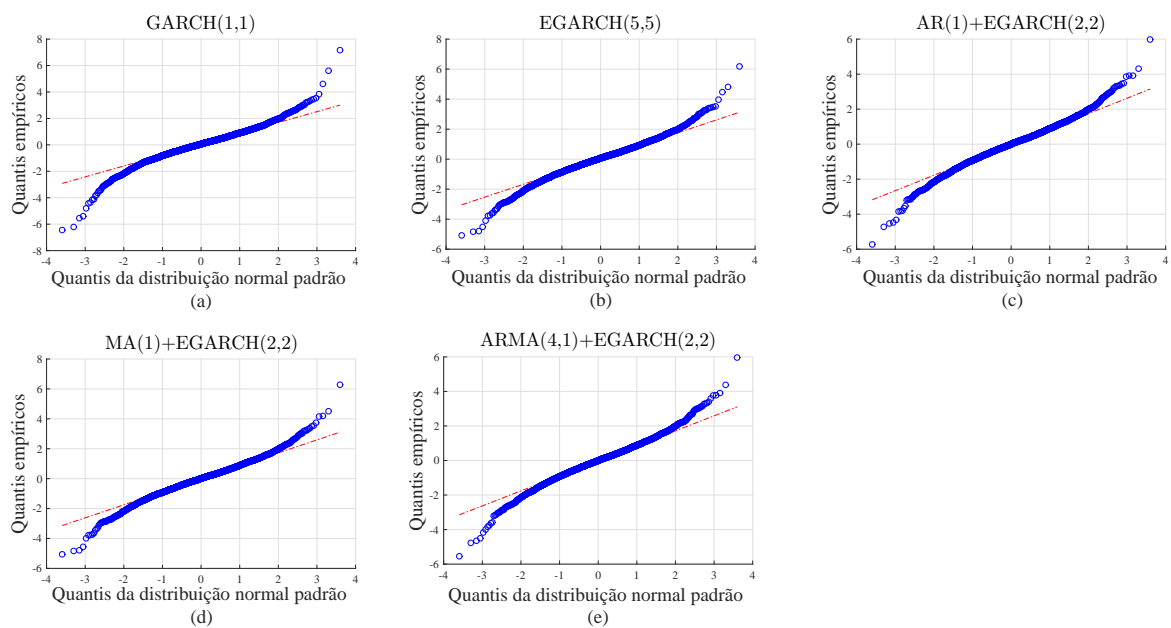 GARCH(1,1)
8
6
4
2
0
-2
-4
-6
-8
-4 -3 -2 -1 0 1 2 3 4
Quantis empíricos
Quantis da distribuição normal padrão
(a)
EGARCH(5,5)
8
6
4
2
0
-2
-4
-6
-4 -3 -2 -1 0 1 2 3 4
Quantis empíricos
Quantis da distribuição normal padrão
(b)
AR(1)+EGARCH(2,2)
6
4
2
0
-2
-4
-6
-4 -3 -2 -1 0 1 2 3 4
Quantis empíricos
Quantis da distribuição normal padrão
(c)
MA(1)+EGARCH(2,2)
8
6
4
2
0
-2
-4
-6
-4 -3 -2 -1 0 1 2 3 4
Quantis empíricos
Quantis da distribuição normal padrão
(d)
ARMA(4,1)+EGARCH(2,2)
6
4
2
0
-2
-4
-6
-4 -3 -2 -1 0 1 2 3 4
Quantis empíricos
Quantis da distribuição normal padrão
(e)